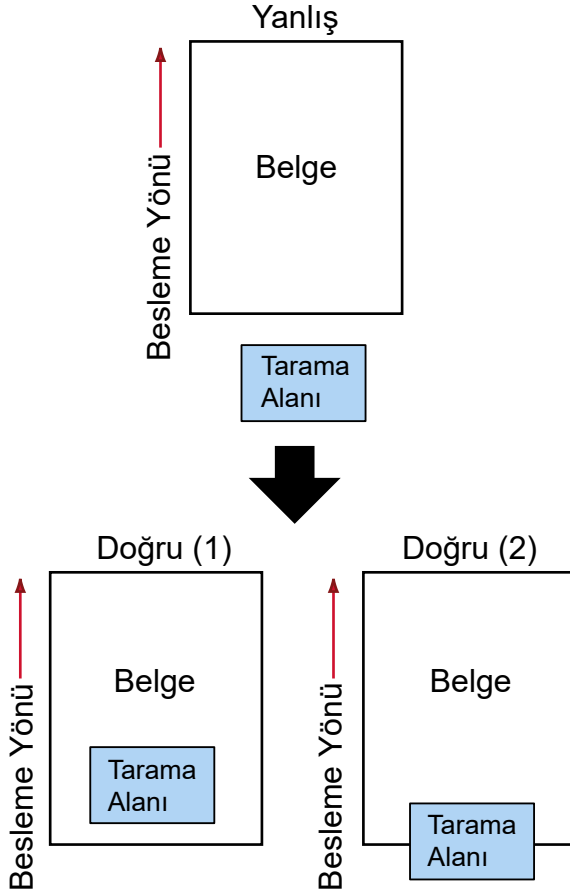 Yanlış
Besleme Yönü
Belge
Tarama
Alanı
Doğru (1)
Besleme Yönü
Belge
Tarama
Alanı
Doğru (2)
Besleme Yönü
Belge
Tarama
Alanı